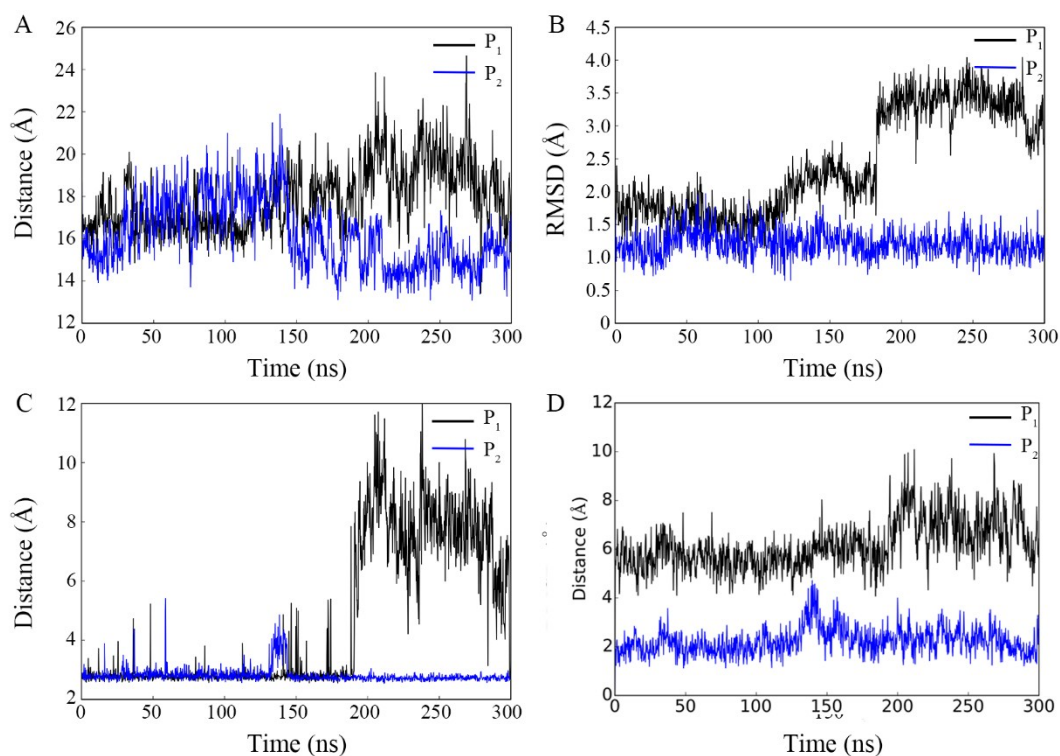 A
26
24
22
20
18
16
14
12
Distance (Å)
P1
P2
0 50 100 150 200 250 300
Time (ns)
B
4.5
4.0
3.5
3.0
2.5
2.0
1.5
1.0
0.5
0
RMSD (Å)
P1
P2
0 50 100 150 200 250 300
Time (ns)
C
12
10
8
6
4
2
Distance (Å)
P1
P2
0 50 100 150 200 250 300
Time (ns)
D
12
10
8
6
4
2
0
Distance (Å)
P1
P2
0 50 100 150 200 250 300
Time (ns)